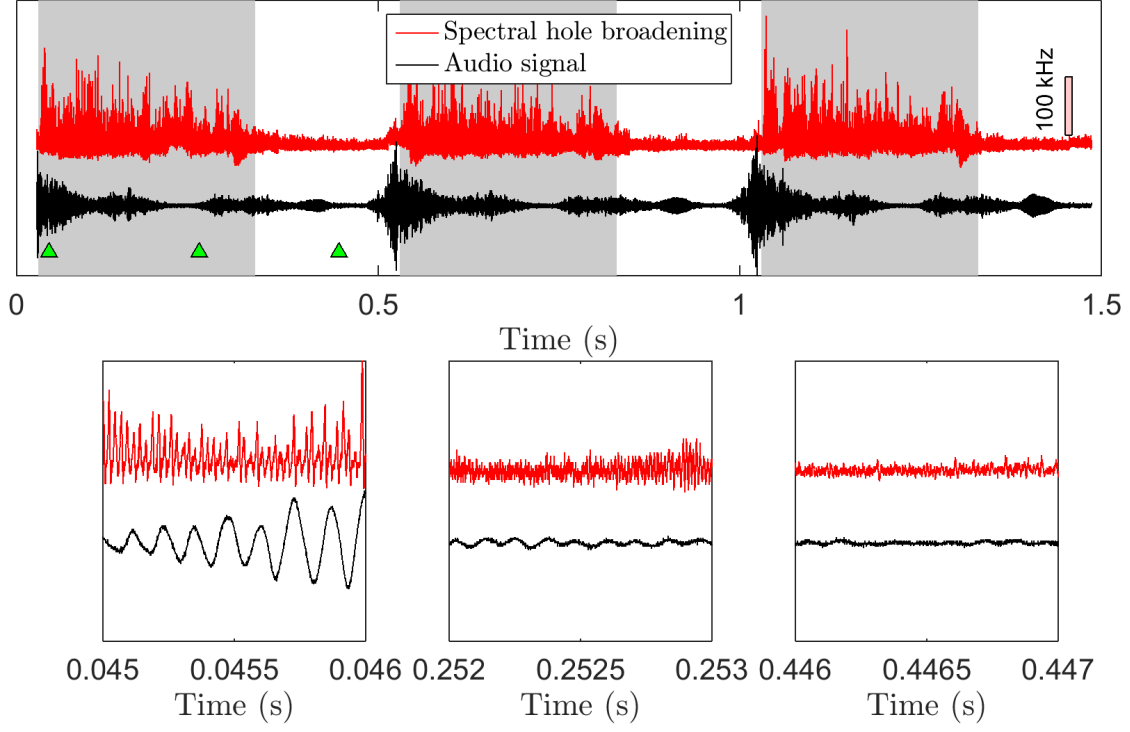 Spectral hole broadening
Audio signal
100 kHz
0 0.5 1 1.5
Time (s)
0.045 0.0455 0.046 0.252 0.2525 0.253 0.446 0.4465 0.447
Time (s) Time (s) Time (s)